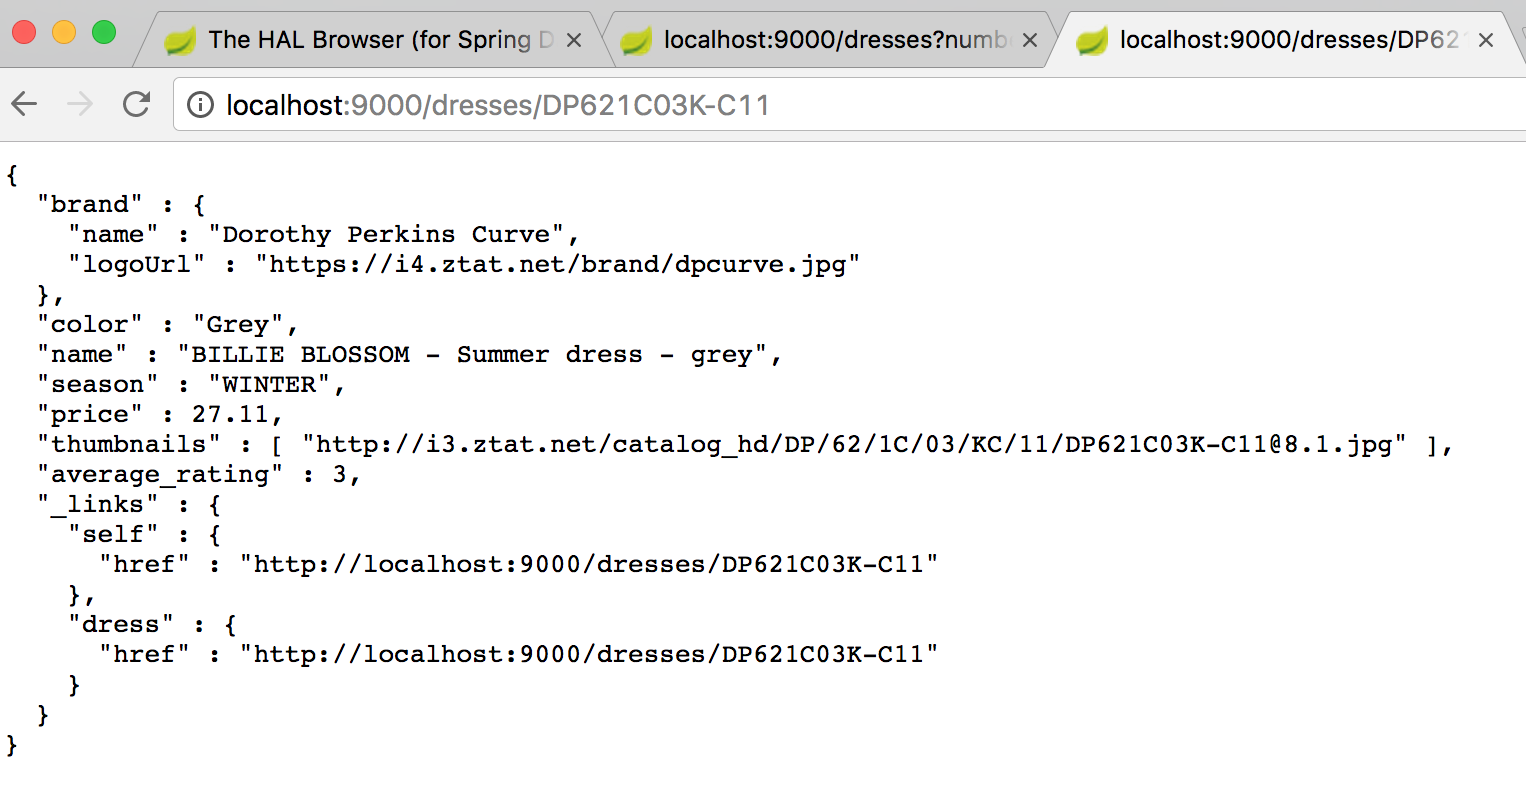 The HAL Browser (for Spring D
localhost:9000/dresses?numb
localhost:9000/dresses/DP62
localhost:9000/dresses/DP621C03K-C11
{
  "brand" : {
    "name" : "Dorothy Perkins Curve",
    "logoUrl" : "https://i4.ztat.net/brand/dpcurve.jpg"
  },
  "color" : "Grey",
  "name" : "BILLIE BLOSSOM - Summer dress - grey",
  "season" : "WINTER",
  "price" : 27.11,
  "thumbnails" : [ "http://i3.ztat.net/catalog_hd/DP/62/1C/03/KC/11/DP621C03K-C11@8.1.jpg" ],
  "average_rating" : 3,
  "_links" : {
    "self" : {
      "href" : "http://localhost:9000/dresses/DP621C03K-C11"
    },
    "dress" : {
      "href" : "http://localhost:9000/dresses/DP621C03K-C11"
    }
  }
}